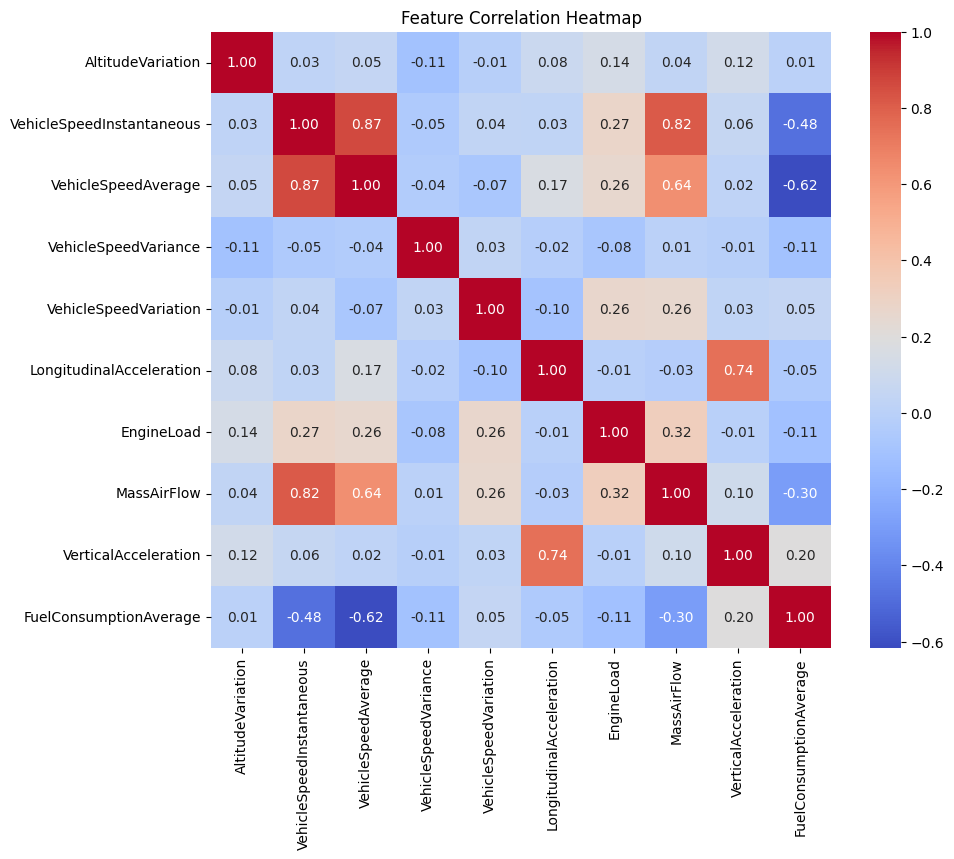 Feature Correlation Heatmap
AltitudeVariation 1.00 0.03 0.05 -0.11 -0.01 0.08 0.14 0.04 0.12 0.01
VehicleSpeedInstantaneous 0.03 1.00 0.87 -0.05 0.04 0.03 0.27 0.82 0.06 -0.48
VehicleSpeedAverage 0.05 0.87 1.00 -0.04 -0.07 0.17 0.26 0.64 0.02 -0.62
VehicleSpeedVariance -0.11 -0.05 -0.04 1.00 0.03 -0.02 -0.08 0.01 -0.01 -0.11
VehicleSpeedVariation -0.01 0.04 -0.07 0.03 1.00 -0.10 0.26 0.26 0.03 0.05
LongitudinalAcceleration 0.08 0.03 0.17 -0.02 -0.10 1.00 -0.01 -0.03 0.74 -0.05
EngineLoad 0.14 0.27 0.26 -0.08 0.26 -0.01 1.00 0.32 -0.01 -0.11
MassAirFlow 0.04 0.82 0.64 0.01 0.26 -0.03 0.32 1.00 0.10 -0.30
VerticalAcceleration 0.12 0.06 0.02 -0.01 0.03 0.74 -0.01 0.10 1.00 0.20
FuelConsumptionAverage 0.01 -0.48 -0.62 -0.11 0.05 -0.05 -0.11 -0.30 0.20 1.00
AltitudeVariation
VehicleSpeedInstantaneous
VehicleSpeedAverage
VehicleSpeedVariance
VehicleSpeedVariation
LongitudinalAcceleration
EngineLoad
MassAirFlow
VerticalAcceleration
FuelConsumptionAverage
1.0
0.8
0.6
0.4
0.2
0.0
−0.2
−0.4
−0.6